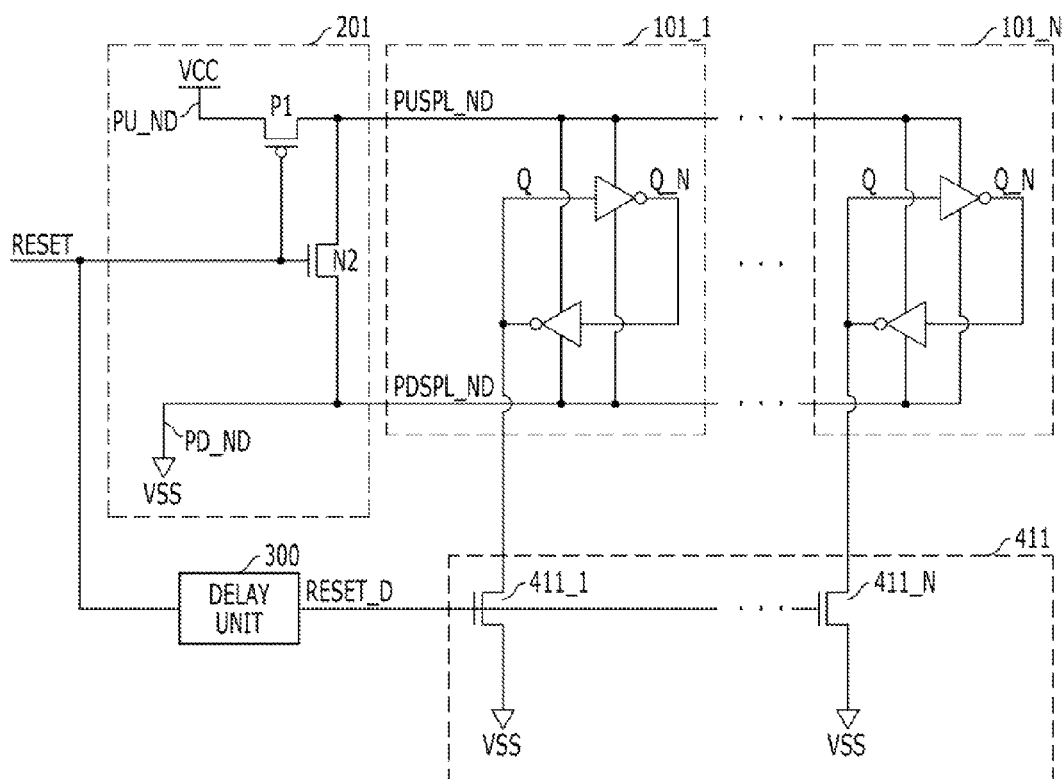 201
101_1
101_N
VCC
PU_ND
P1
PUSPL_ND
. . .
Q
Q_N
Q
Q_N
RESET
N2
. . .
PDSPL_ND
. . .
PD_ND
VSS
300
DELAY
UNIT
RESET_D
411
411_1
. . .
411_N
VSS
VSS